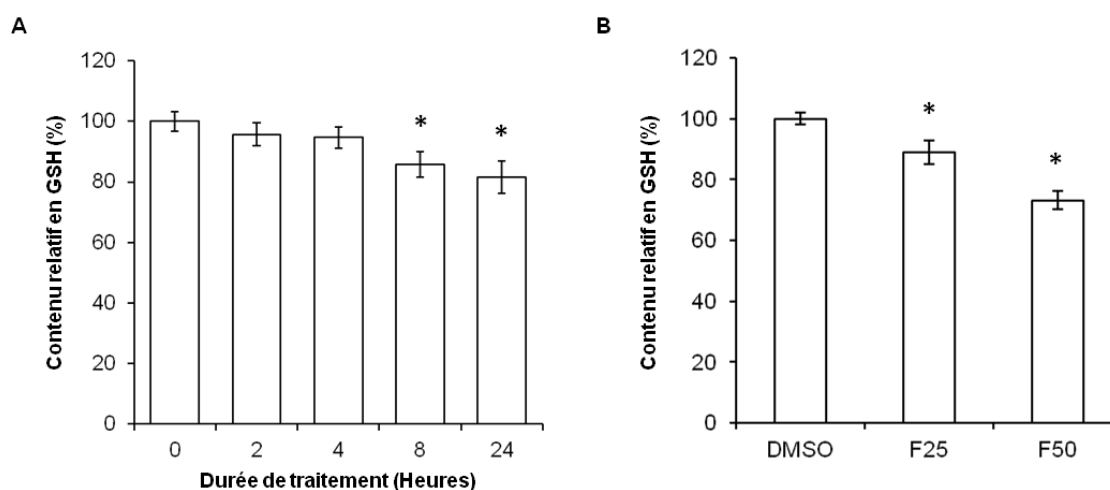 A
Contenu relatif en GSH (%)
120
100
80
60
40
20
0
* *
0 2 4 8 24
Durée de traitement (Heures)
B
Contenu relatif en GSH (%)
120
100
80
60
40
20
0
* *
DMSO F25 F50